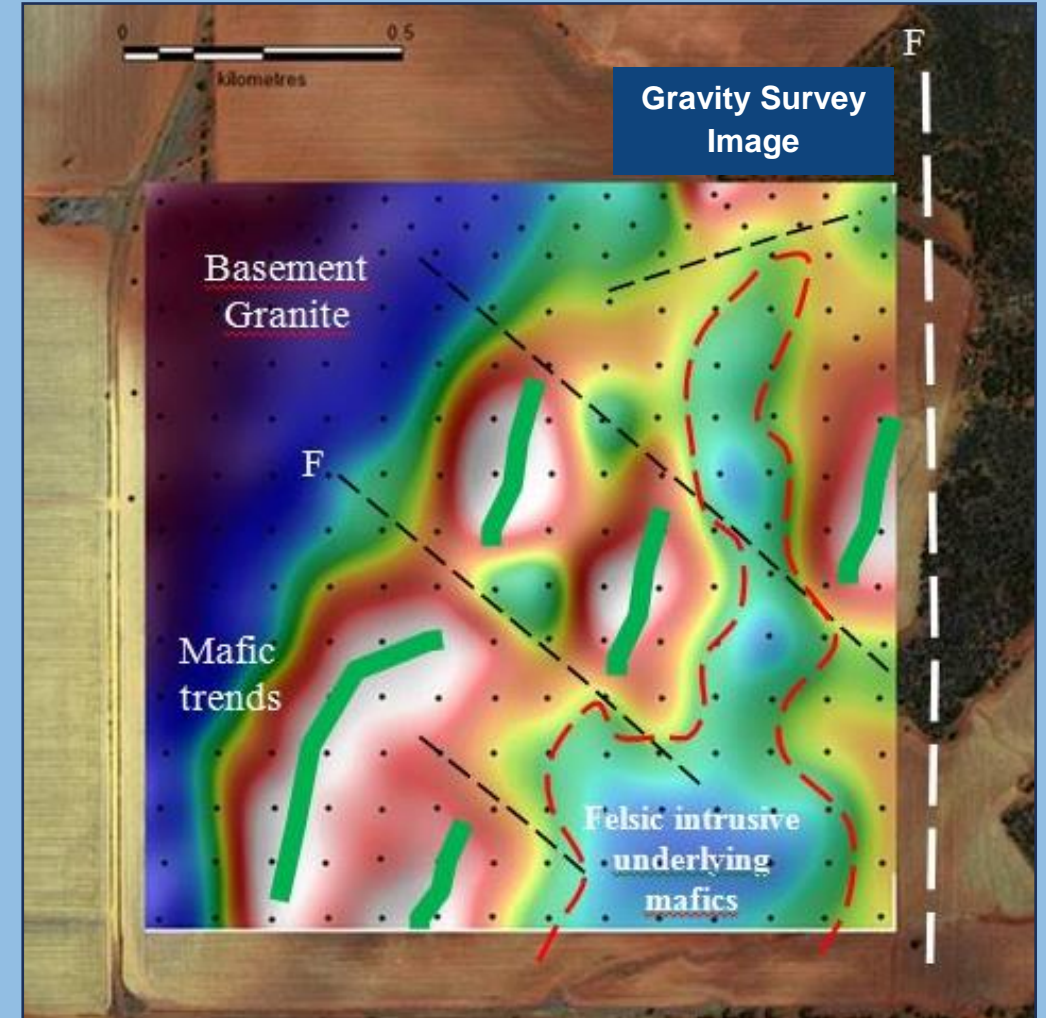 0 0.5
kilometres
F
Gravity Survey
Image
Basement
Granite
F
Mafic
trends
Felsic intrusive
underlying
mafics